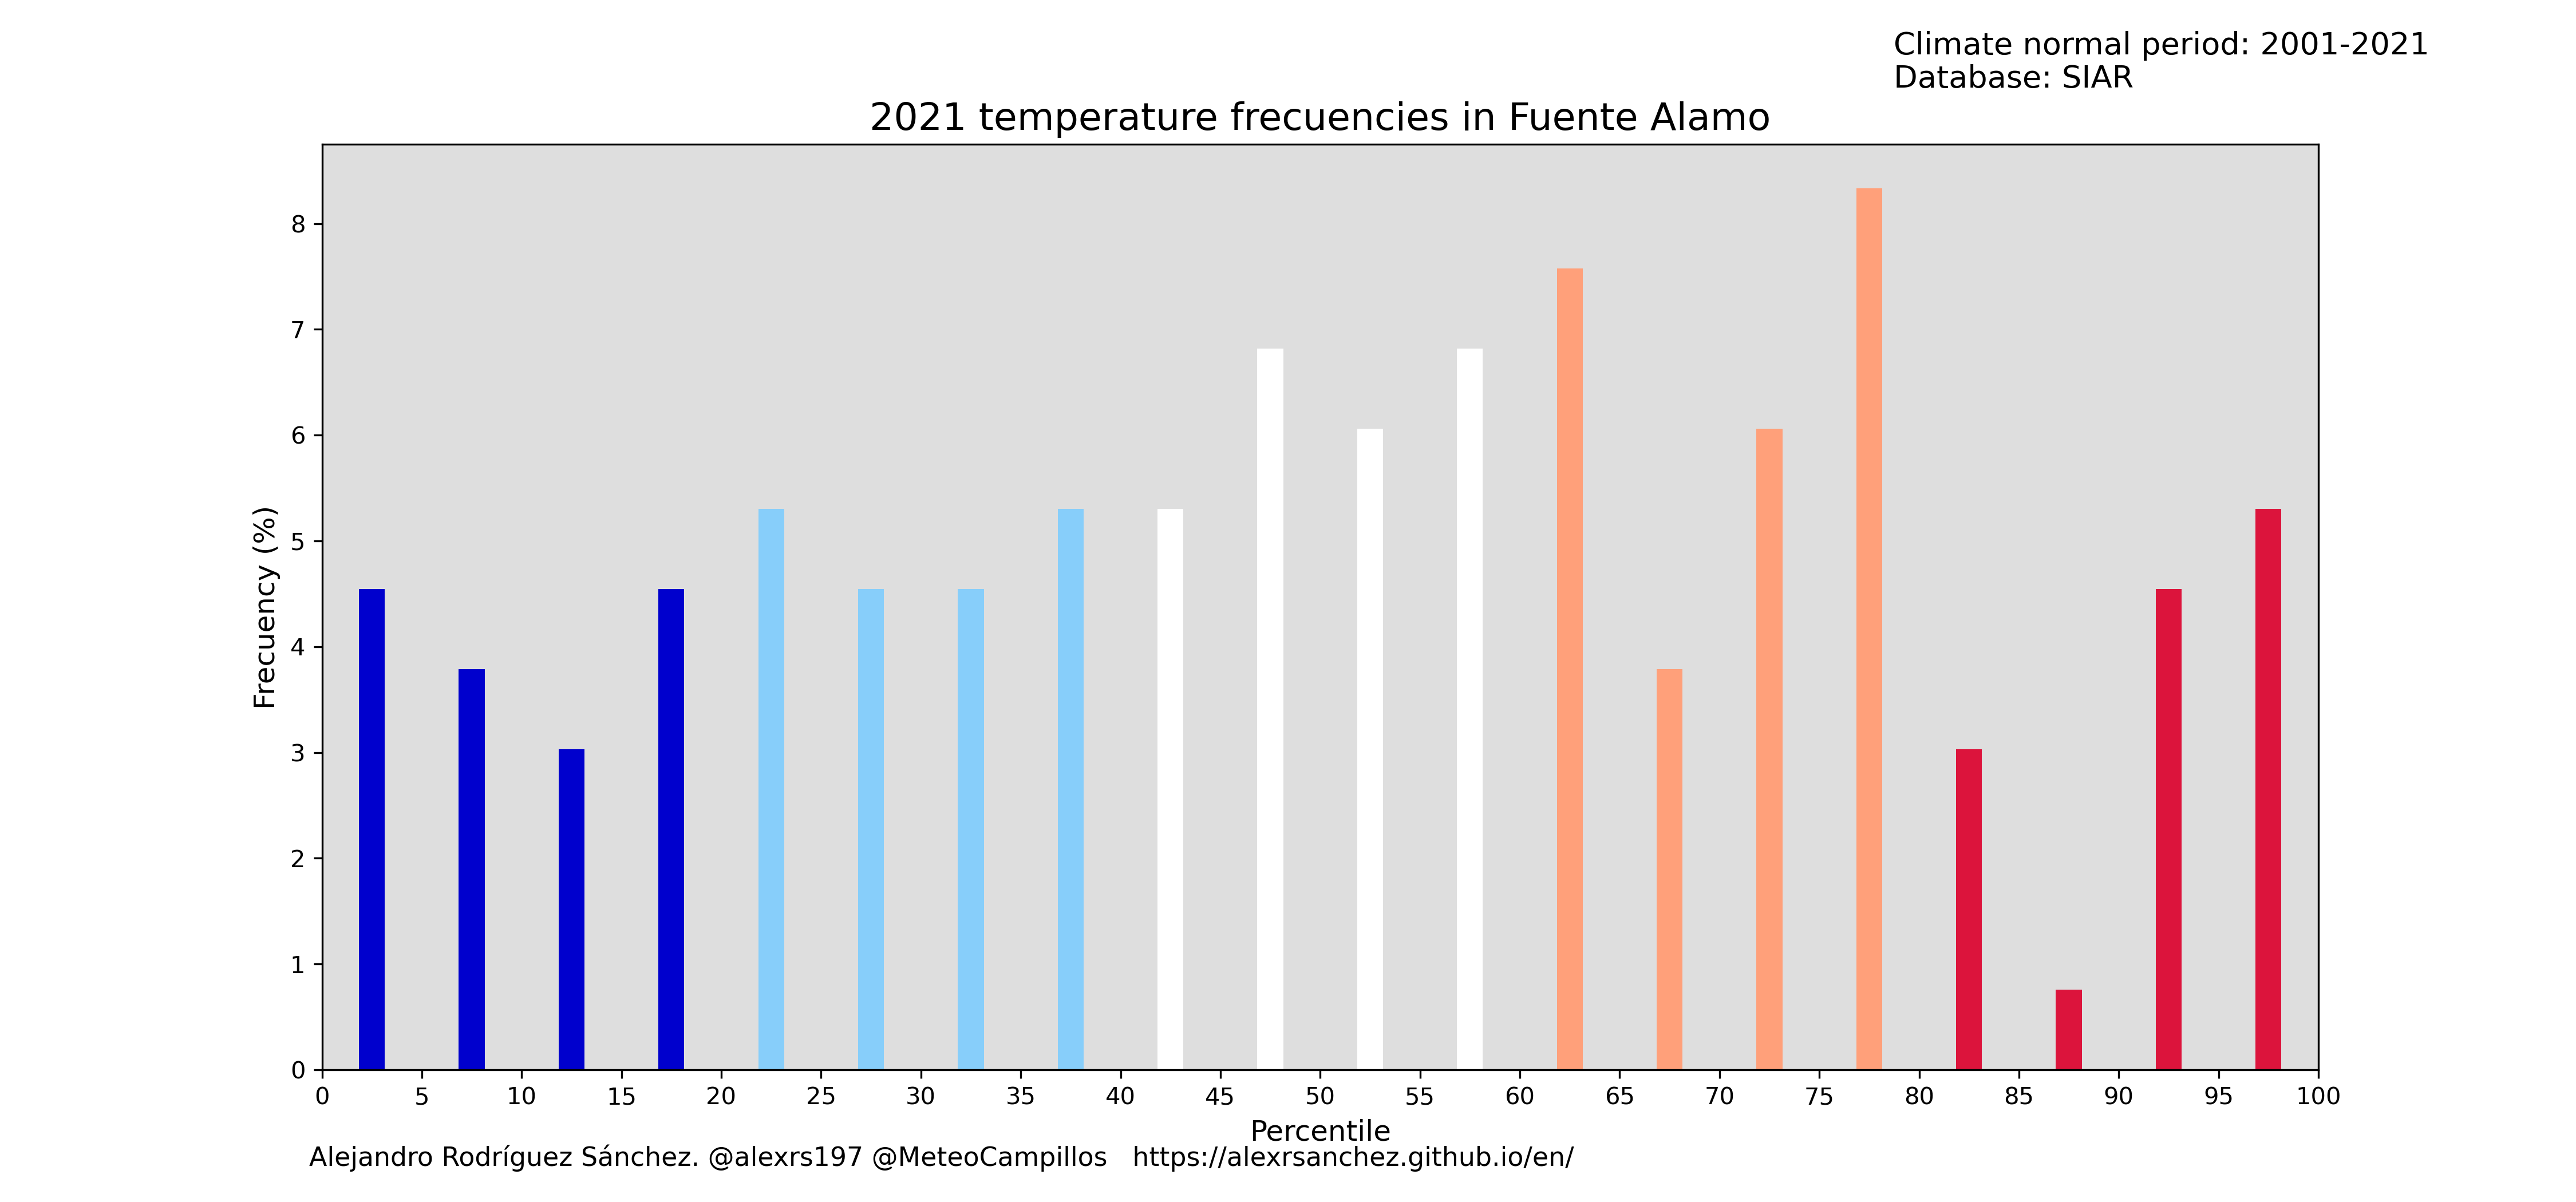 Climate normal period: 2001-2021
Database: SIAR
2021 temperature frecuencies in Fuente Alamo
Frecuency (%)
8
7
6
5
4
3
2
1
0
0 5 10 15 20 25 30 35 40 45 50 55 60 65 70 75 80 85 90 95 100
Percentile
Alejandro Rodríguez Sánchez. @alexrs197 @MeteoCampillos https://alexrsanchez.github.io/en/